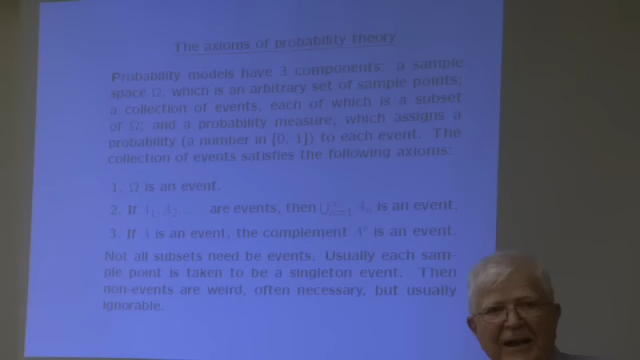 The axioms of probability theory
Probability models have 3 components: a sample
space Ω, which is an arbitrary set of sample points;
a collection of events, each of which is a subset
of Ω; and a probability measure, which assigns a
probability (a number in [0, 1]) to each event. The
collection of events satisfies the following axioms:
1. Ω is an event.
2. If A₁, A₂, … are events, then ⋃ₙ₌₁^∞ Aₙ is an event.
3. If A is an event, the complement Aᶜ is an event.
Not all subsets need be events. Usually each sam-
ple point is taken to be a singleton event. Then
non-events are weird, often necessary, but usually
ignorable.